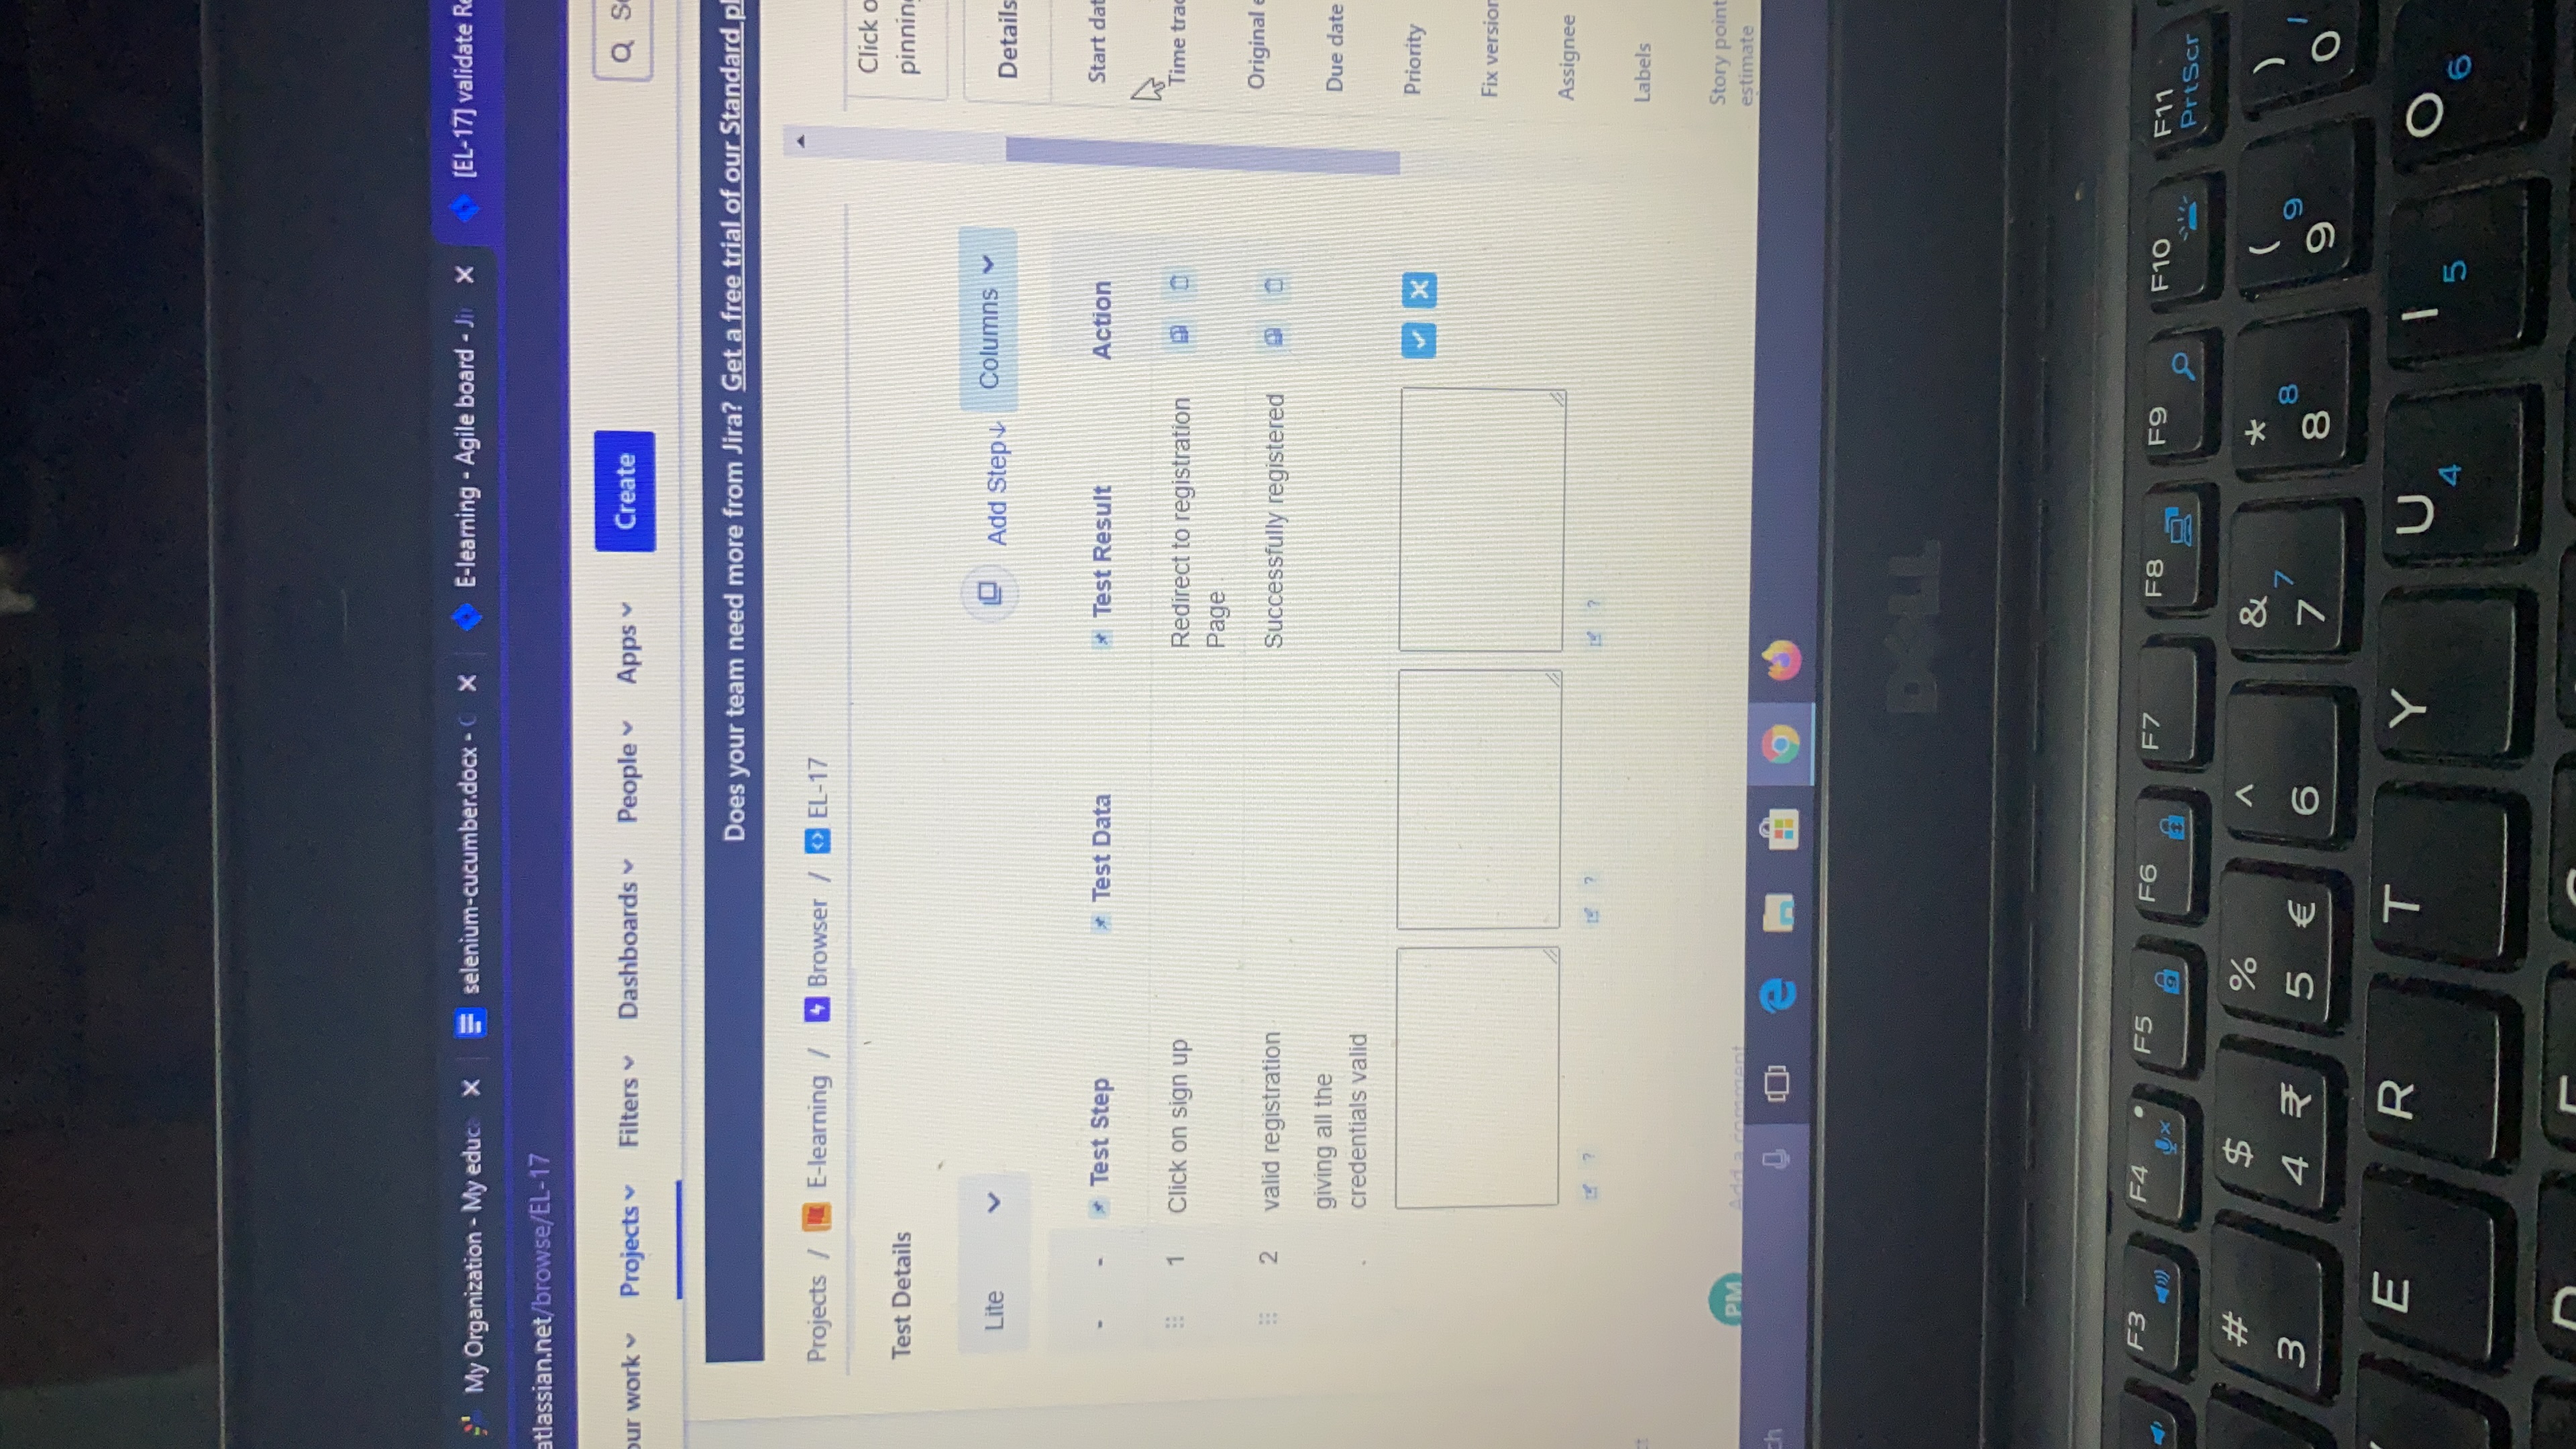 My Organization - My educa
selenium-cucumber.docx -
E-learning - Agile board - Ji
[EL-17] validate Re
atlassian.net/browse/EL-17
our work
Projects
Filters
Dashboards
People
Apps
Create
Does your team need more from Jira? Get a free trial of our Standard pl
Projects / E-learning / Browser / EL-17
Test Details
Lite
Add Step↓
Columns
- - Test Step Test Data Test Result Action
1 Click on sign up Redirect to registration
Page
2 valid registration Successfully registered
giving all the
credentials valid
? ? ?
PM
Add a comment
Click o
pinning
Details
Start dat
Time trac
Original e
Due date
Priority
Fix version
Assignee
Labels
Story point
estimate
ch
DELL
F3 F4 F5 F6 F7 F8 F9 F10 F11
PrtScr
# $ % ^ & * ( )
3 4 ₹ 5 € 6 7 7 8 8 9 9 0 /
E R T Y U 4 I 5 O 6